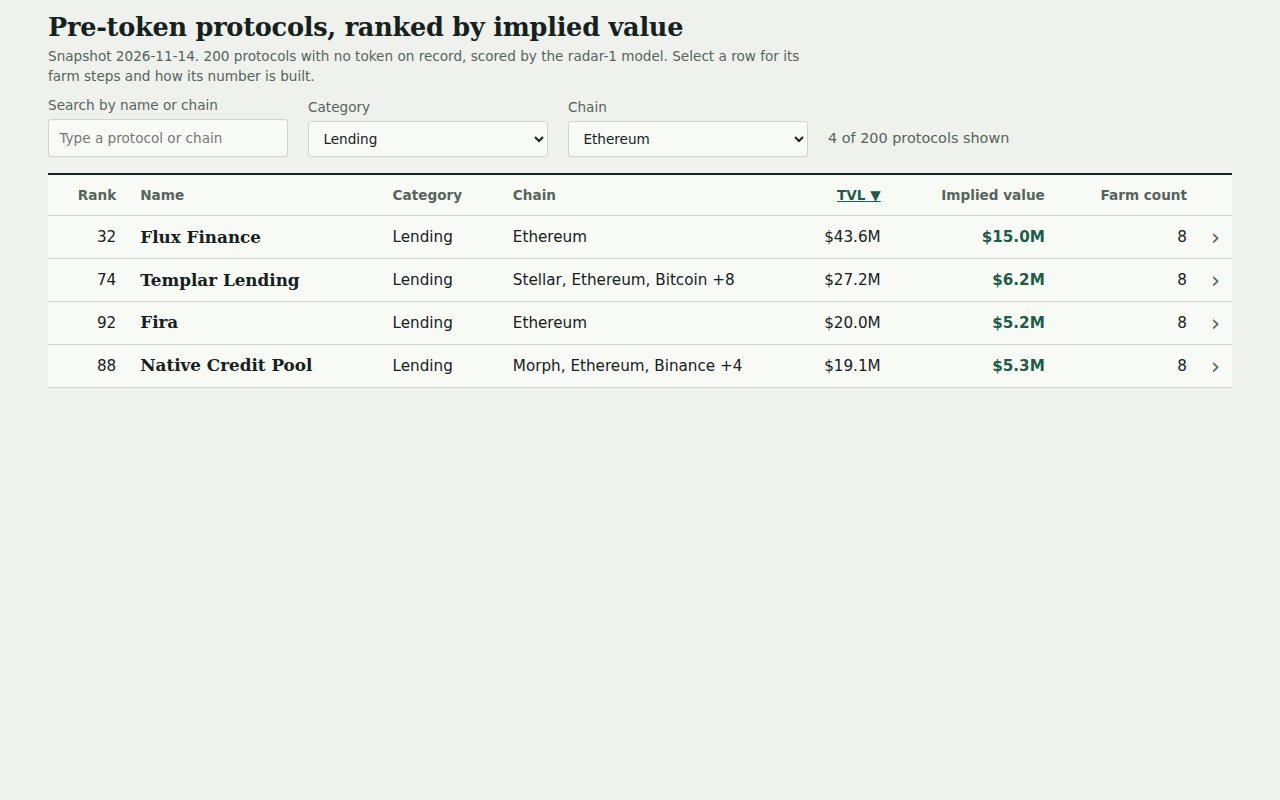 Pre-token protocols, ranked by implied value
Snapshot 2026-11-14. 200 protocols with no token on record, scored by the radar-1 model. Select a row for its
farm steps and how its number is built.
Search by name or chain
Category
Chain
Type a protocol or chain
Lending
Ethereum
4 of 200 protocols shown
Rank Name Category Chain TVL ▼ Implied value Farm count
32 Flux Finance Lending Ethereum $43.6M $15.0M 8 ›
74 Templar Lending Lending Stellar, Ethereum, Bitcoin +8 $27.2M $6.2M 8 ›
92 Fira Lending Ethereum $20.0M $5.2M 8 ›
88 Native Credit Pool Lending Morph, Ethereum, Binance +4 $19.1M $5.3M 8 ›